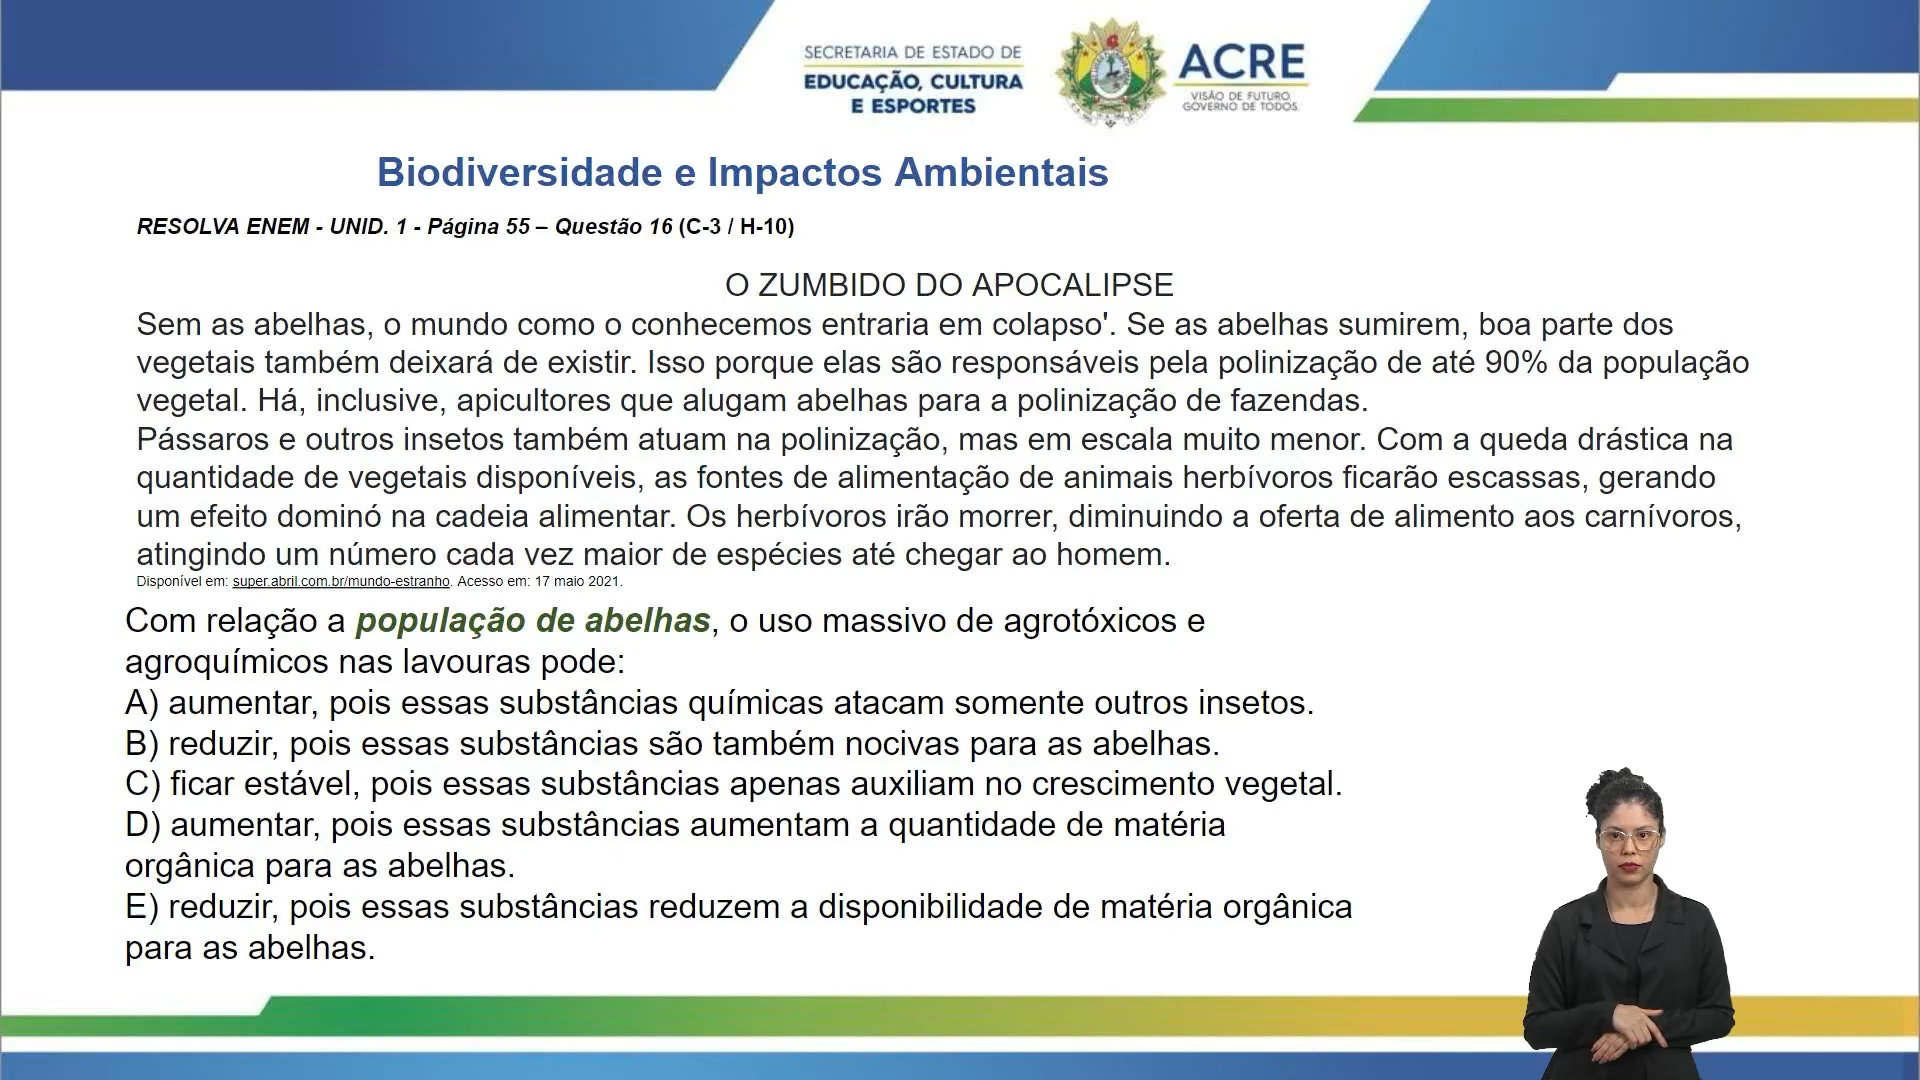 SECRETARIA DE ESTADO DE
EDUCAÇÃO, CULTURA
E ESPORTES
ACRE
VISÃO DE FUTURO.
GOVERNO DE TODOS.
Biodiversidade e Impactos Ambientais
RESOLVA ENEM - UNID. 1 - Página 55 – Questão 16 (C-3 / H-10)
O ZUMBIDO DO APOCALIPSE
Sem as abelhas, o mundo como o conhecemos entraria em colapso'. Se as abelhas sumirem, boa parte dos
vegetais também deixará de existir. Isso porque elas são responsáveis pela polinização de até 90% da população
vegetal. Há, inclusive, apicultores que alugam abelhas para a polinização de fazendas.
Pássaros e outros insetos também atuam na polinização, mas em escala muito menor. Com a queda drástica na
quantidade de vegetais disponíveis, as fontes de alimentação de animais herbívoros ficarão escassas, gerando
um efeito dominó na cadeia alimentar. Os herbívoros irão morrer, diminuindo a oferta de alimento aos carnívoros,
atingindo um número cada vez maior de espécies até chegar ao homem.
Disponível em: super.abril.com.br/mundo-estranho. Acesso em: 17 maio 2021.
Com relação a população de abelhas, o uso massivo de agrotóxicos e
agroquímicos nas lavouras pode:
A) aumentar, pois essas substâncias químicas atacam somente outros insetos.
B) reduzir, pois essas substâncias são também nocivas para as abelhas.
C) ficar estável, pois essas substâncias apenas auxiliam no crescimento vegetal.
D) aumentar, pois essas substâncias aumentam a quantidade de matéria
orgânica para as abelhas.
E) reduzir, pois essas substâncias reduzem a disponibilidade de matéria orgânica
para as abelhas.